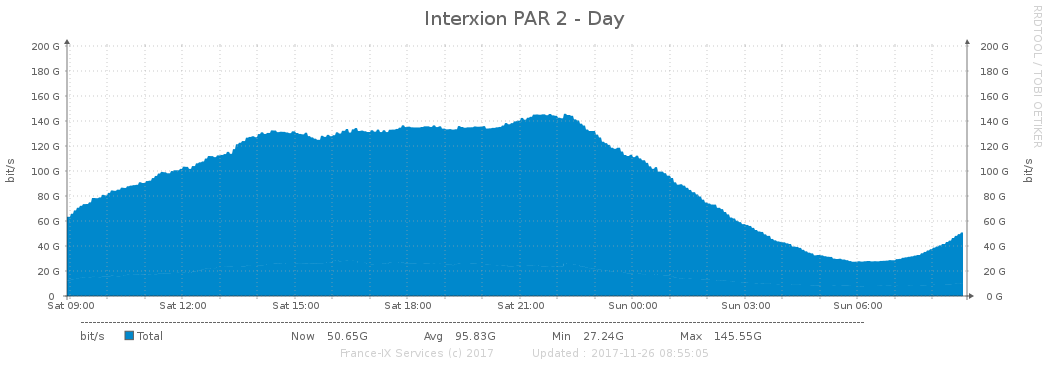 Interxion PAR 2 - Day
RRDTOOL / TOBI OETIKER
200 G 200 G
180 G 180 G
160 G 160 G
140 G 140 G
120 G 120 G
100 G 100 G
80 G 80 G
60 G 60 G
40 G 40 G
20 G 20 G
0 0 G
bit/s bit/s
Sat 09:00 Sat 12:00 Sat 15:00 Sat 18:00 Sat 21:00 Sun 00:00 Sun 03:00 Sun 06:00
bit/s Total Now 50.65G Avg 95.83G Min 27.24G Max 145.55G
France-IX Services (c) 2017 Updated : 2017-11-26 08:55:05